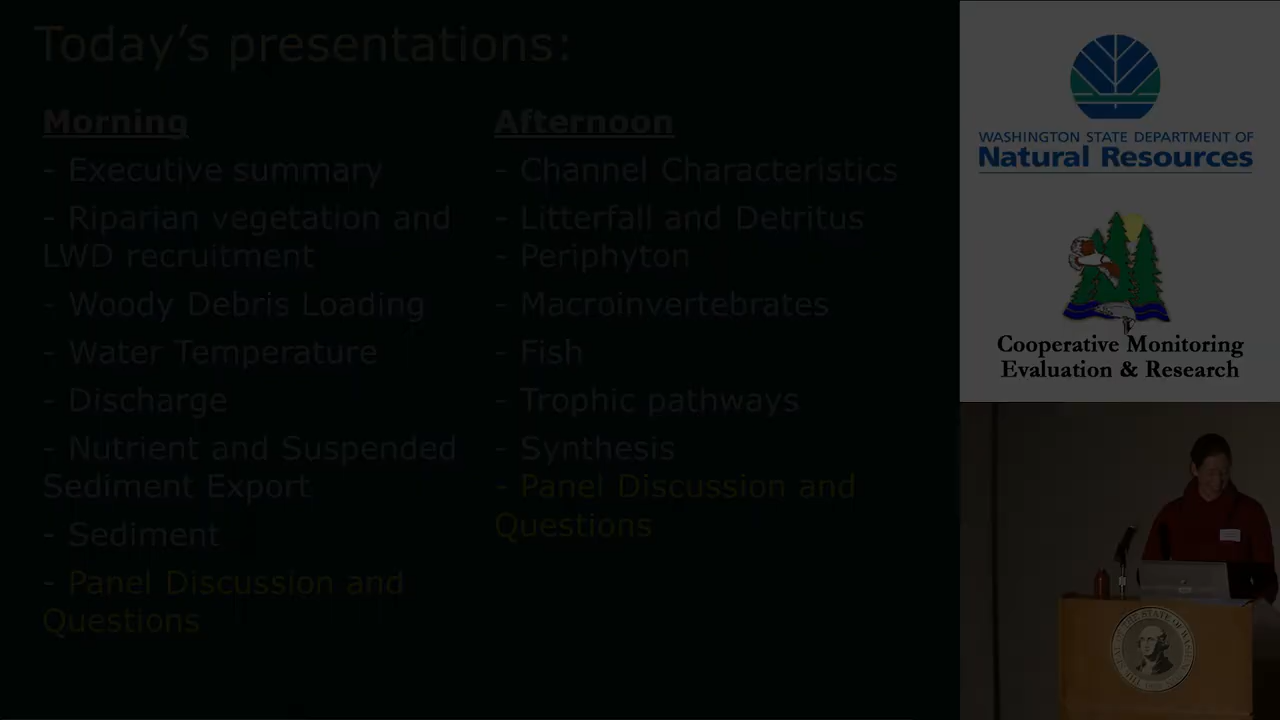 Today's presentations:
Morning
- Executive summary
- Riparian vegetation and
LWD recruitment
- Woody Debris Loading
- Water Temperature
- Discharge
- Nutrient and Suspended
Sediment Export
- Sediment
- Panel Discussion and
Questions
Afternoon
- Channel Characteristics
- Litterfall and Detritus
- Periphyton
- Macroinvertebrates
- Fish
- Trophic pathways
- Synthesis
- Panel Discussion and
Questions
WASHINGTON STATE DEPARTMENT OF
Natural Resources
Cooperative Monitoring
Evaluation & Research